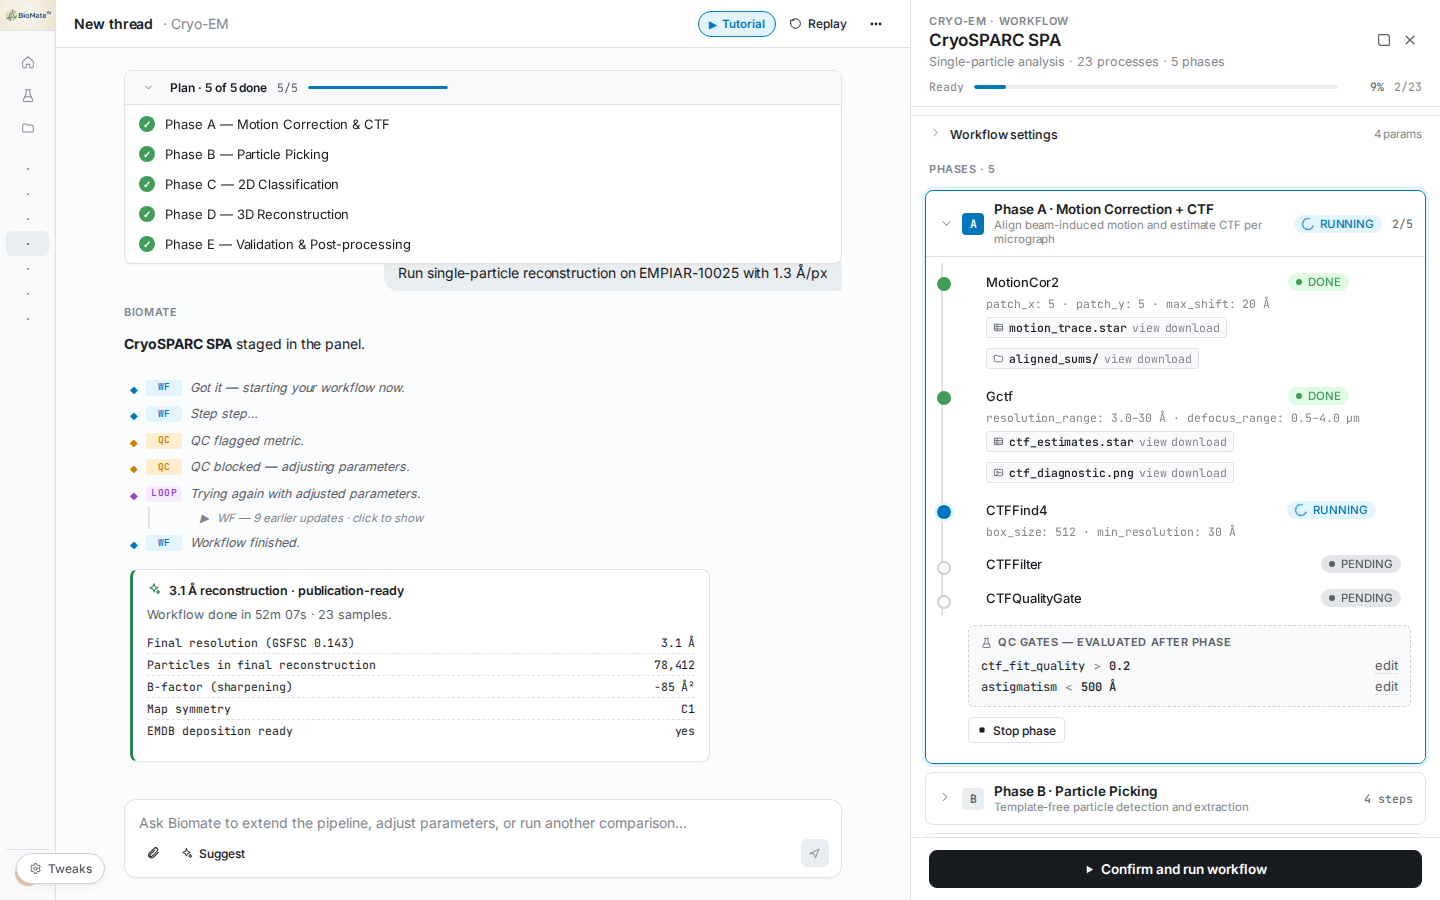 BioMate AI
New thread · Cryo-EM
▶ Tutorial
Replay
Plan · 5 of 5 done 5/5
Phase A — Motion Correction & CTF
Phase B — Particle Picking
Phase C — 2D Classification
Phase D — 3D Reconstruction
Phase E — Validation & Post-processing
Run single-particle reconstruction on EMPIAR-10025 with 1.3 Å/px
BIOMATE
CryoSPARC SPA staged in the panel.
WF Got it — starting your workflow now.
WF Step step...
QC QC flagged metric.
QC QC blocked — adjusting parameters.
LOOP Trying again with adjusted parameters.
▶ WF — 9 earlier updates · click to show
WF Workflow finished.
3.1 Å reconstruction · publication-ready
Workflow done in 52m 07s · 23 samples.
Final resolution (GSFSC 0.143) 3.1 Å
Particles in final reconstruction 78,412
B-factor (sharpening) -85 Å²
Map symmetry C1
EMDB deposition ready yes
Ask Biomate to extend the pipeline, adjust parameters, or run another comparison...
Suggest
Tweaks
CRYO-EM · WORKFLOW
CryoSPARC SPA
Single-particle analysis · 23 processes · 5 phases
Ready 9% 2/23
Workflow settings 4 params
PHASES · 5
A Phase A · Motion Correction + CTF
Align beam-induced motion and estimate CTF per
micrograph
RUNNING 2/5
MotionCor2 DONE
patch_x: 5 · patch_y: 5 · max_shift: 20 Å
motion_trace.star view download
aligned_sums/ view download
Gctf DONE
resolution_range: 3.0–30 Å · defocus_range: 0.5–4.0 µm
ctf_estimates.star view download
ctf_diagnostic.png view download
CTFFind4 RUNNING
box_size: 512 · min_resolution: 30 Å
CTFFilter PENDING
CTFQualityGate PENDING
QC GATES — EVALUATED AFTER PHASE
ctf_fit_quality > 0.2 edit
astigmatism < 500 Å edit
Stop phase
B Phase B · Particle Picking
Template-free particle detection and extraction
4 steps
Confirm and run workflow